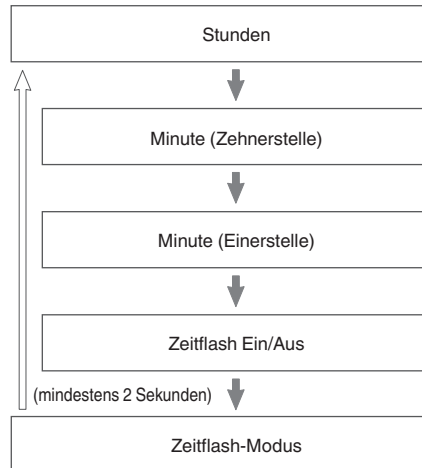 Stunden
Minute (Zehnerstelle)
Minute (Einerstelle)
Zeitflash Ein/Aus
(mindestens 2 Sekunden)
Zeitflash-Modus